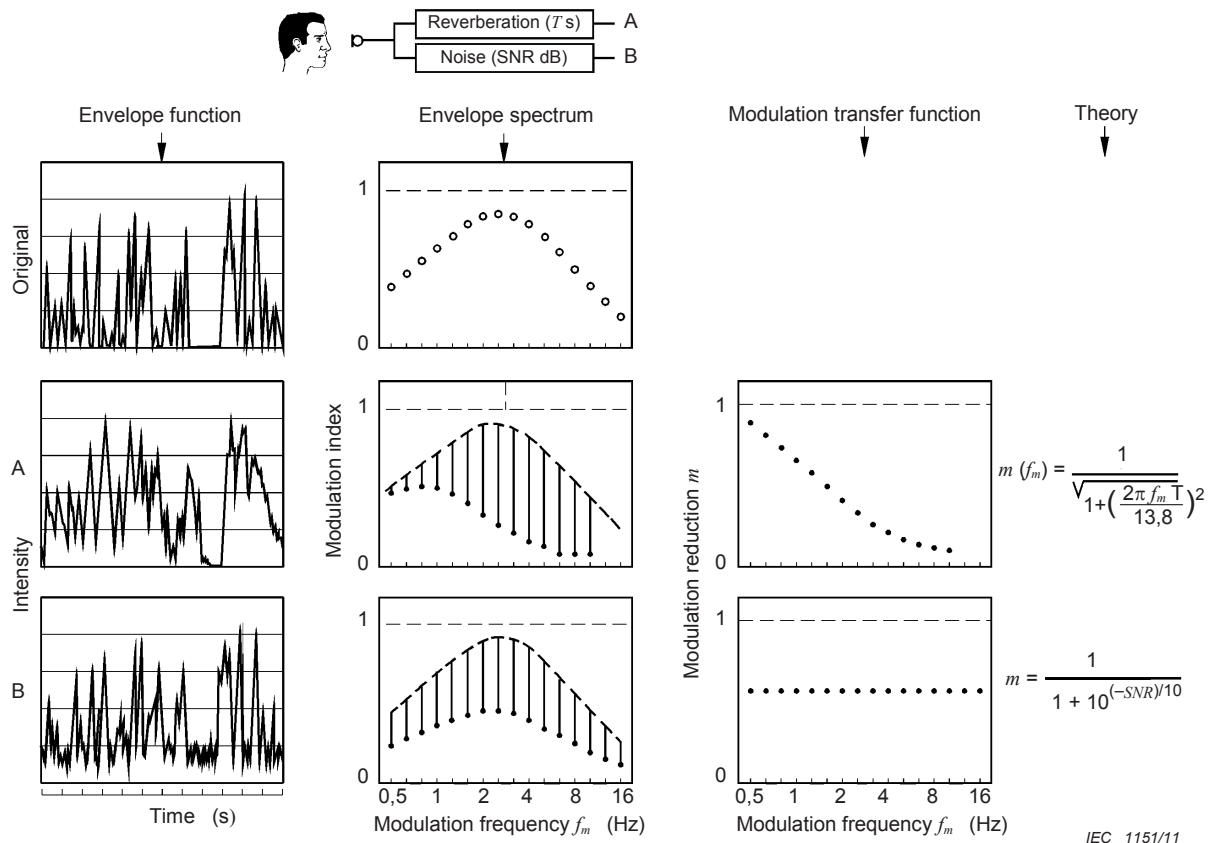 Reverberation (T s) A
Noise (SNR dB) B
Envelope function Envelope spectrum Modulation transfer function Theory
Original
1
0
A
Intensity
Modulation index
1
0
Modulation reduction m
1
0
m (fm) = 1 / √1+(2π fm T / 13,8)2
B
1
0
0,5 1 2 4 8 16
1
0
0,5 1 2 4 8 16
m = 1 / 1 + 10(–SNR)/10
Time (s) Modulation frequency fm (Hz) Modulation frequency fm (Hz)
IEC 1151/11